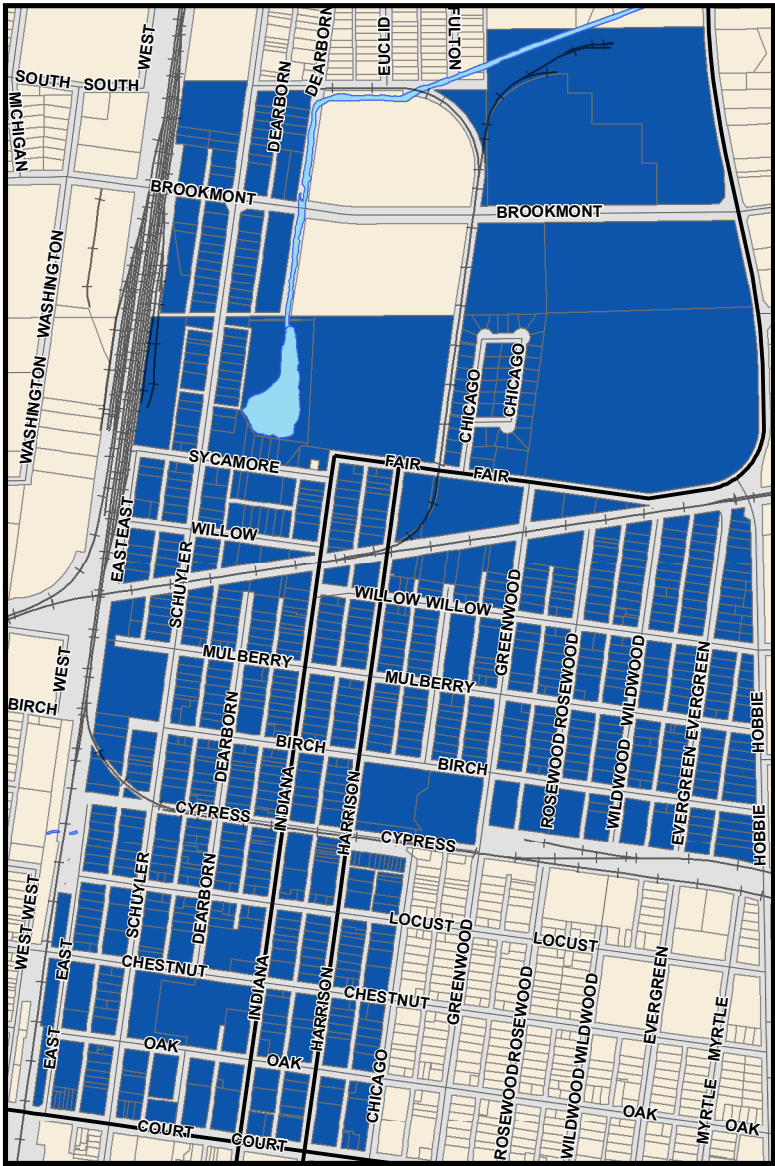 WEST
DEARBORN
EUCLID
FULTON
SOUTH
SOUTH
MICHIGAN
DEARBORN
BROOKMONT
BROOKMONT
WASHINGTON
WASHINGTON
CHICAGO
CHICAGO
SYCAMORE
FAIR
FAIR
EAST
EAST
WILLOW
SCHUYLER
WILLOW
WILLOW
GREENWOOD
MULBERRY
MULBERRY
ROSEWOOD
ROSEWOOD
WILDWOOD
WILDWOOD
EVERGREEN
EVERGREEN
HOBBIE
HOBBIE
WEST
BIRCH
DEARBORN
BIRCH
BIRCH
INDIANA
HARRISON
CYPRESS
CYPRESS
SCHUYLER
DEARBORN
WEST
WEST
EAST
LOCUST
LOCUST
CHESTNUT
CHESTNUT
INDIANA
HARRISON
GREENWOOD
EVERGREEN
ROSEWOOD
ROSEWOOD
WILDWOOD
WILDWOOD
MYRTLE
MYRTLE
EAST
OAK
OAK
CHICAGO
OAK
OAK
COURT
COURT